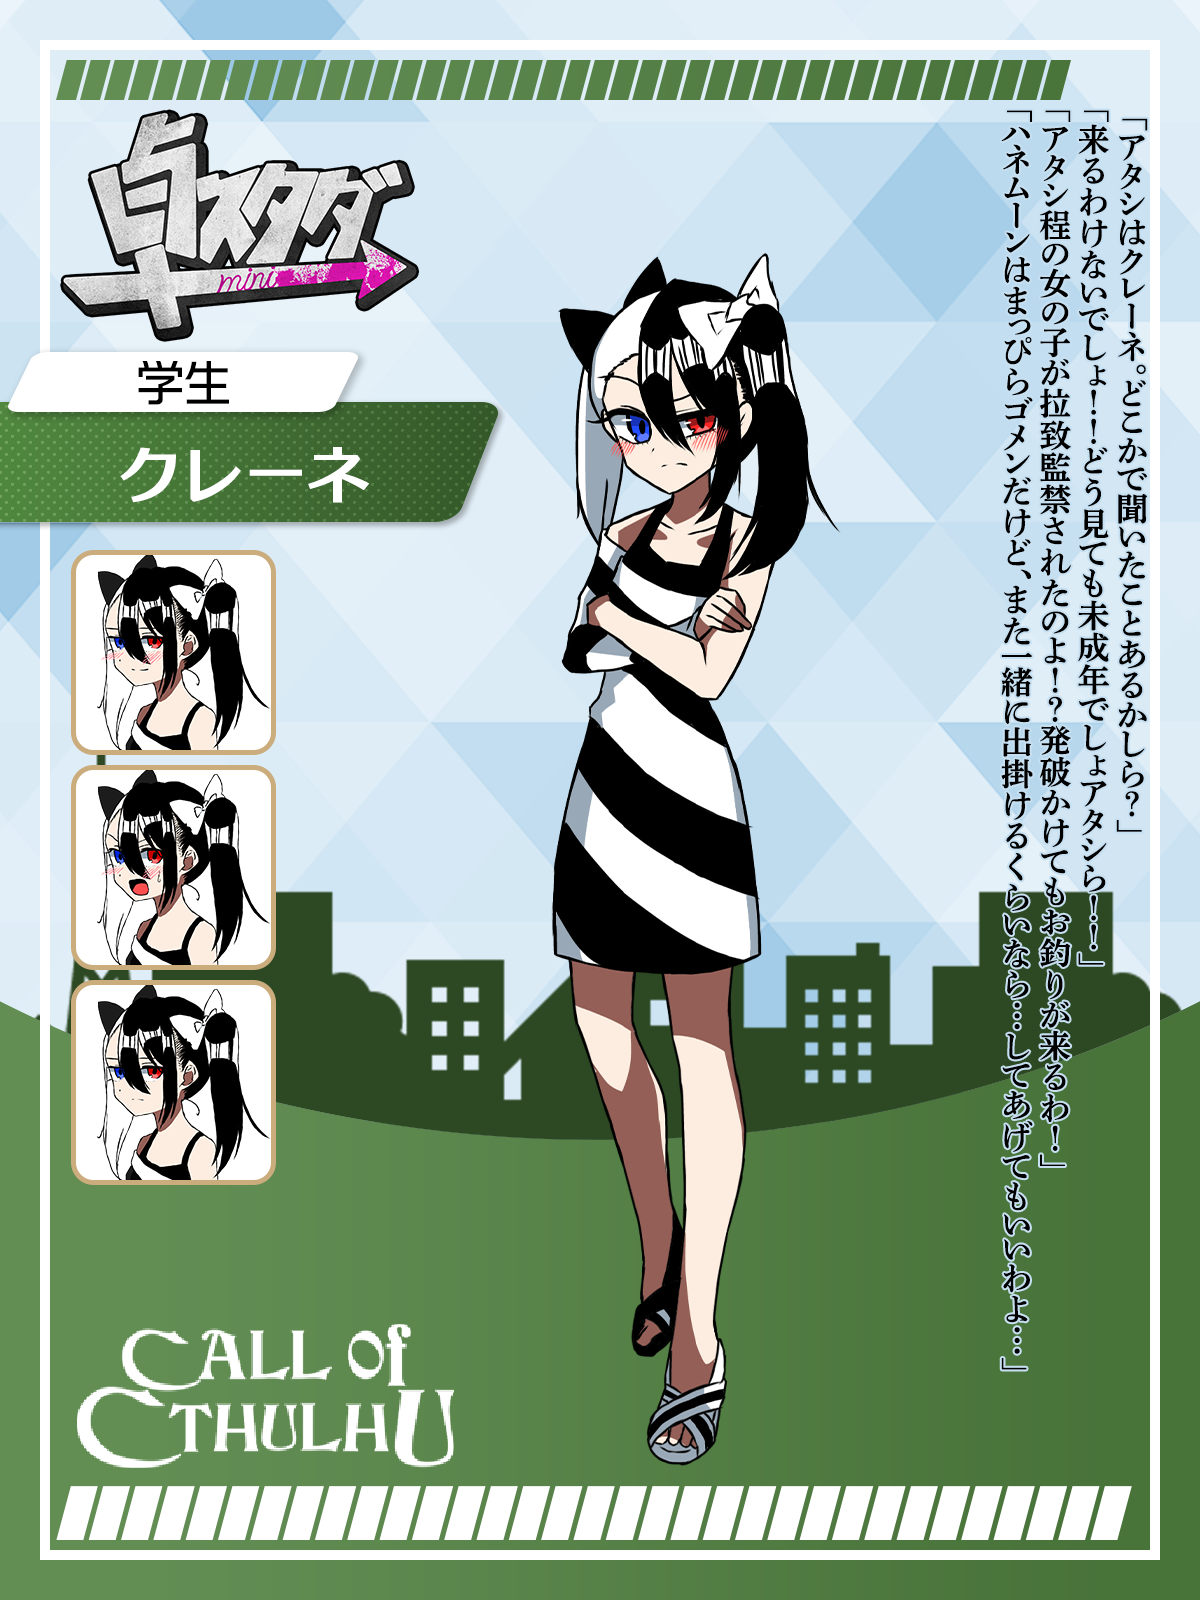 卓スタダ
mini
学生
クレーネ
「アタシはクレーネ。どこかで聞いたことあるかしら?」
「来るわけないでしょ!!どう見ても未成年でしょアタシら!!」
「アタシ程の女の子が拉致監禁されたのよ!?発破かけてもお釣りが来るわ!」
「ハネムーンはまっぴらゴメンだけど、また一緒に出掛けるくらいなら…してあげてもいいわよ…」
CALL Of
CTHULHU